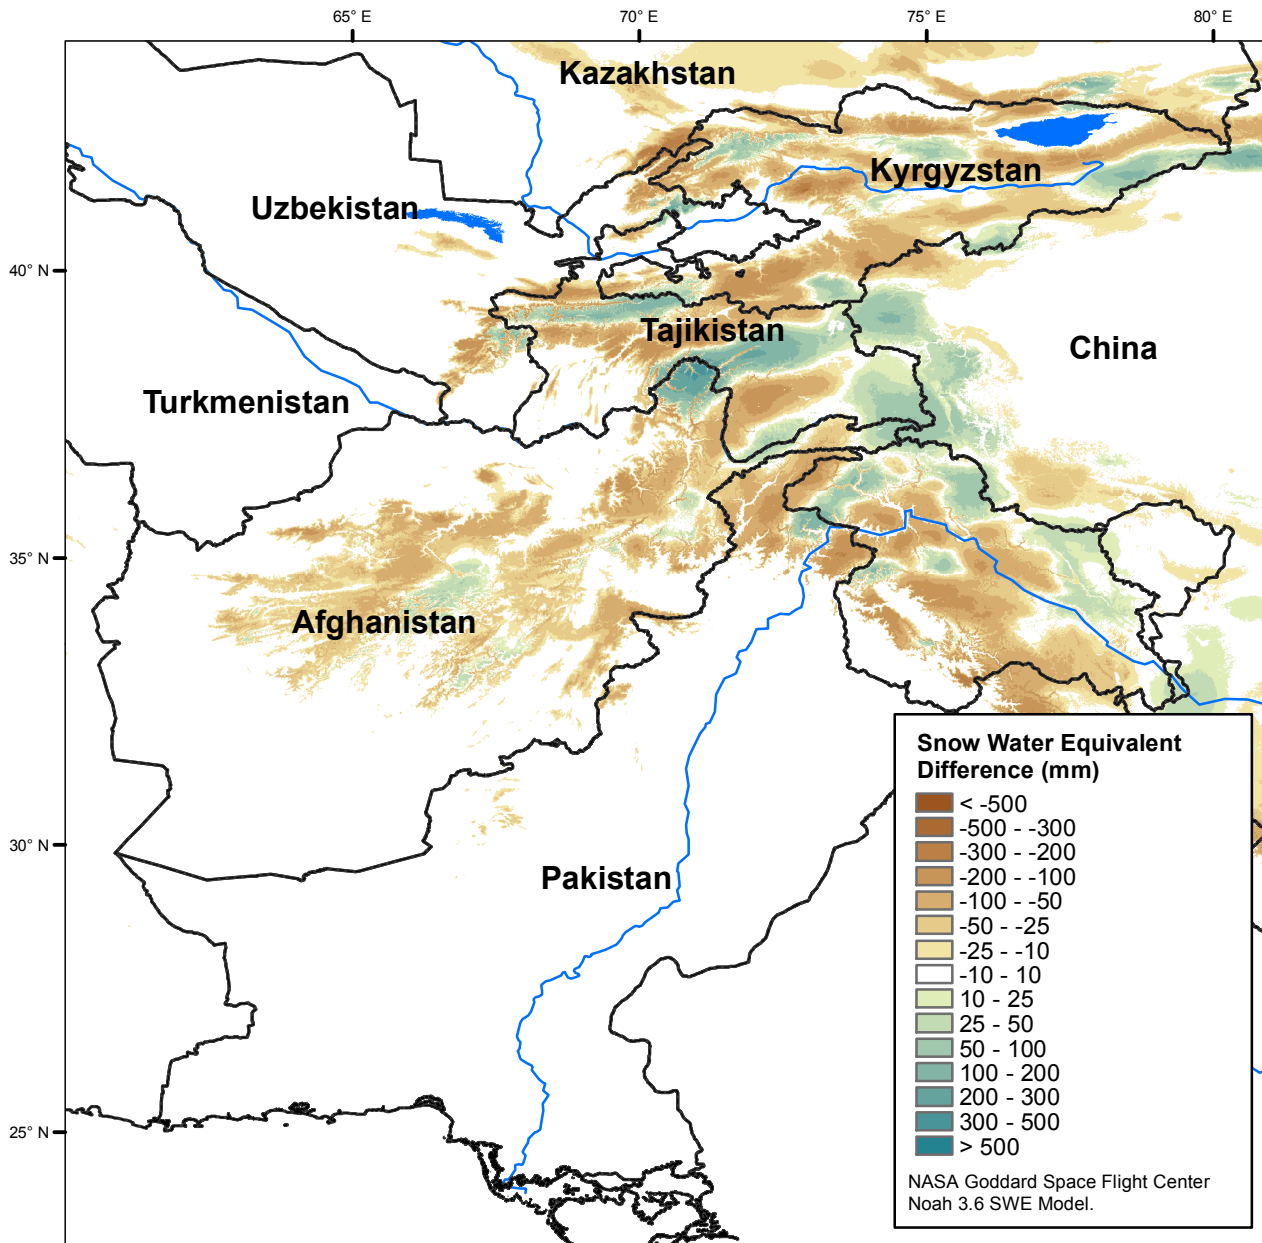 65° E
70° E
75° E
80° E
Kazakhstan
Kyrgyzstan
Uzbekistan
40° N
Tajikistan
China
Turkmenistan
35° N
Afghanistan
30° N
Pakistan
25° N
Snow Water Equivalent
Difference (mm)
< -500
-500 - -300
-300 - -200
-200 - -100
-100 - -50
-50 - -25
-25 - -10
-10 - 10
10 - 25
25 - 50
50 - 100
100 - 200
200 - 300
300 - 500
> 500
NASA Goddard Space Flight Center
Noah 3.6 SWE Model.